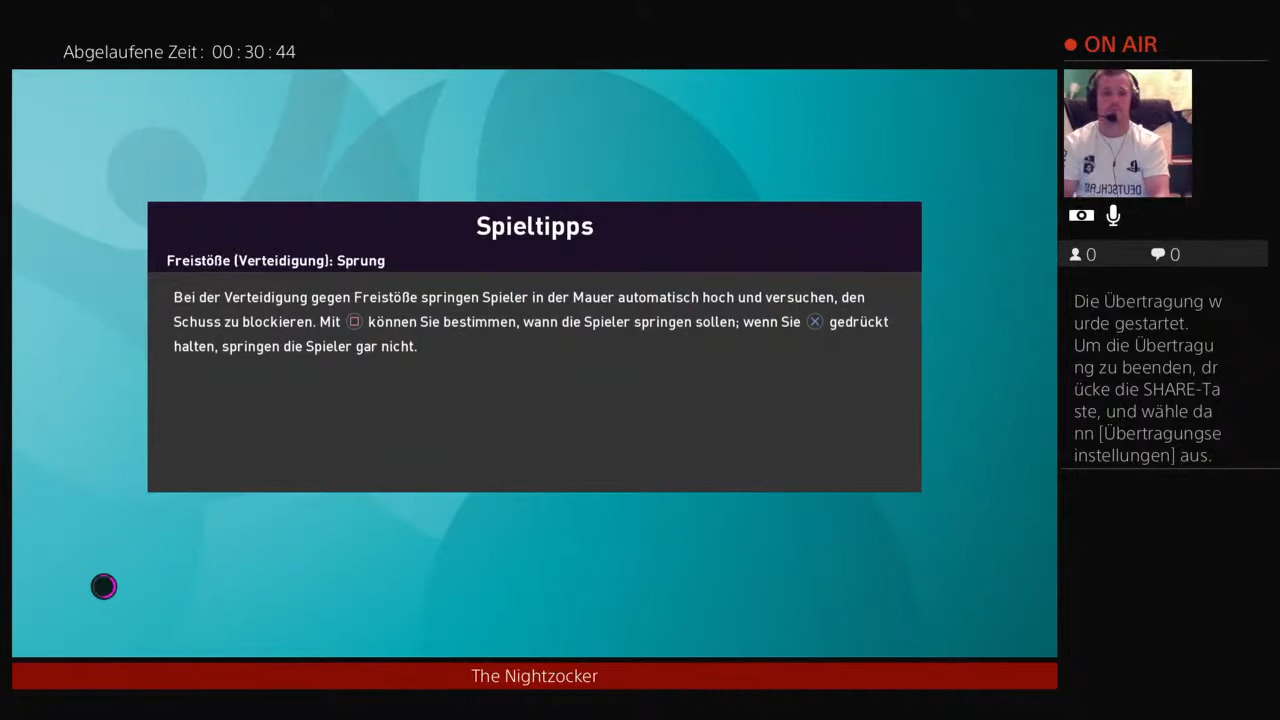 Abgelaufene Zeit: 00:30:44
ON AIR
Spieltipps
Freistöße (Verteidigung): Sprung
Bei der Verteidigung gegen Freistöße springen Spieler in der Mauer automatisch hoch und versuchen, den
Schuss zu blockieren. Mit können Sie bestimmen, wann die Spieler springen sollen; wenn Sie gedrückt
halten, springen die Spieler gar nicht.
DEUTSCHLA
0
0
Die Übertragung w
urde gestartet.
Um die Übertragu
ng zu beenden, dr
ücke die SHARE-Ta
ste, und wähle da
nn [Übertragungse
instellungen] aus.
The Nightzocker